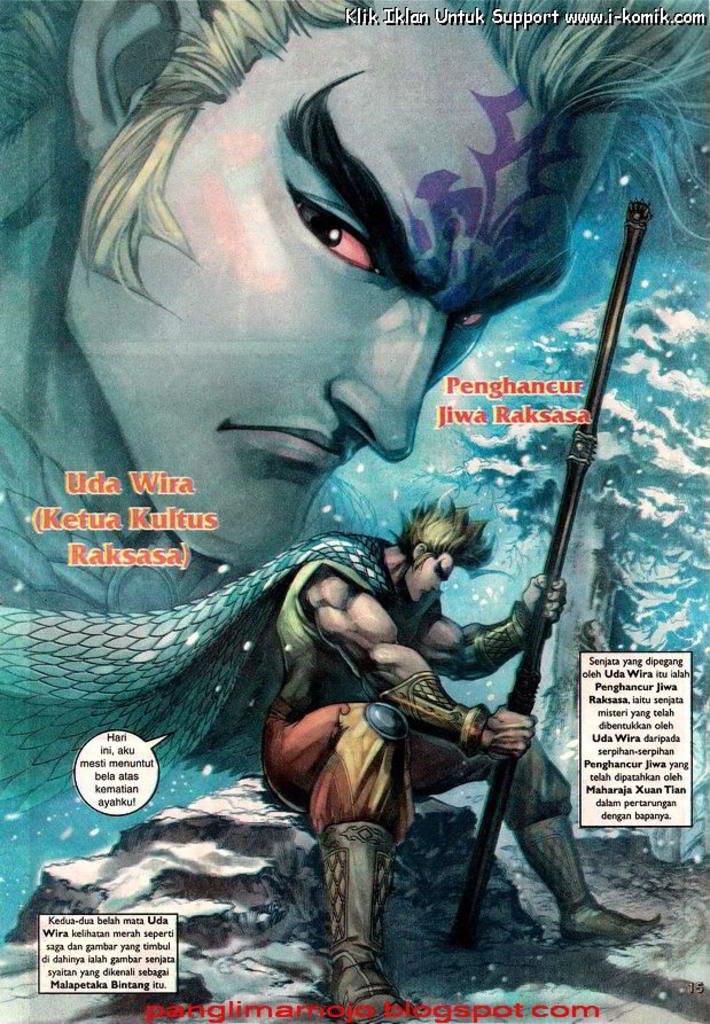 Klik Iklan Untuk Support www.i-komik.com
Penghancur
Jiwa Raksasa
Uda Wira
(Ketua Kultus
Raksasa)
Senjata yang dipegang
oleh Uda Wira itu ialah
Penghancur Jiwa
Raksasa, iaitu senjata
misteri yang telah
dibentukkan oleh
Uda Wira daripada
serpihan-serpihan
Penghancur Jiwa yang
telah dipatahkan oleh
Maharaja Xuan Tian
dalam pertarungan
dengan bapanya.
Hari
ini, aku
mesti menuntut
bela atas
kematian
ayahku!
Kedua-dua belah mata Uda
Wira kelihatan merah seperti
saga dan gambar yang timbul
di dahinya ialah gambar senjata
syaitan yang dikenali sebagai
Malapetaka Bintang itu.
15
panglimamojo.blogspot.com